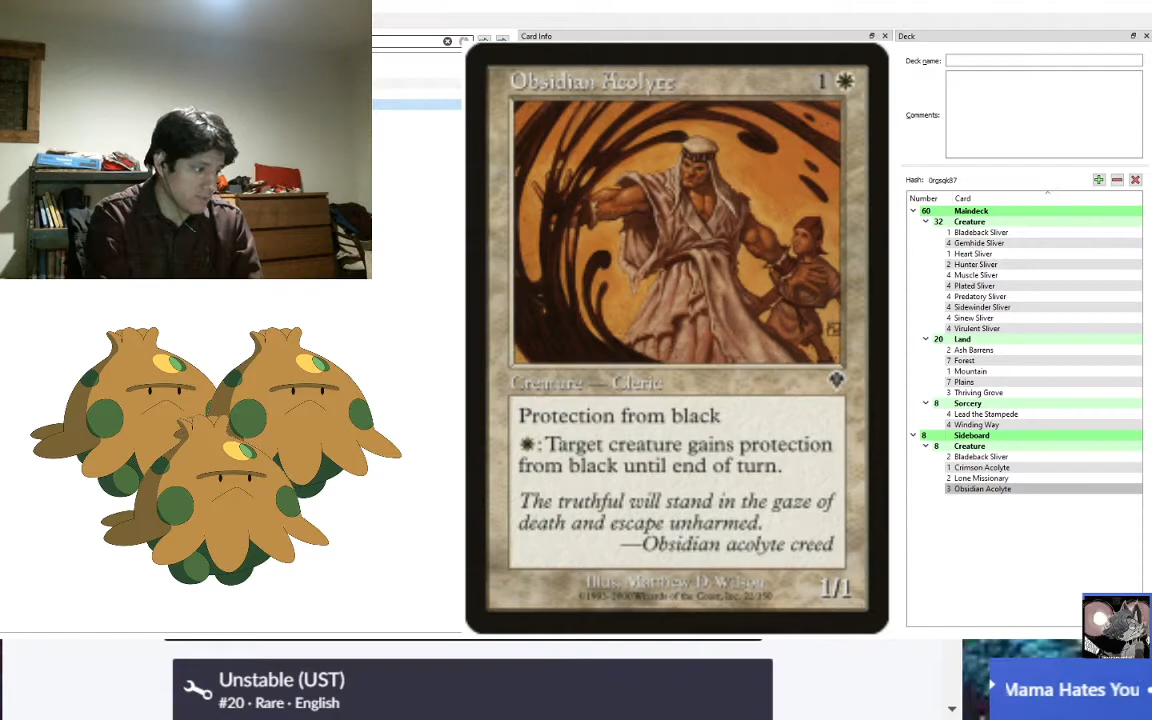 Card Info
Deck
Deck name:
Comments:
Hash: 0rgsqk87
Number Card
60 Maindeck
32 Creature
1 Bladeback Sliver
4 Gemhide Sliver
1 Heart Sliver
2 Hunter Sliver
4 Muscle Sliver
4 Plated Sliver
4 Predatory Sliver
4 Sidewinder Sliver
4 Sinew Sliver
4 Virulent Sliver
20 Land
2 Ash Barrens
7 Forest
1 Mountain
7 Plains
3 Thriving Grove
8 Sorcery
4 Lead the Stampede
4 Winding Way
8 Sideboard
8 Creature
2 Bladeback Sliver
1 Crimson Acolyte
2 Lone Missionary
3 Obsidian Acolyte
Obsidian Acolyte 1
Creature — Cleric
Protection from black
: Target creature gains protection
from black until end of turn.
The truthful will stand in the gaze of
death and escape unharmed.
—Obsidian acolyte creed
Illus. Matthew D Wilson
1/1
Unstable (UST)
#20 · Rare · English
Mama Hates You